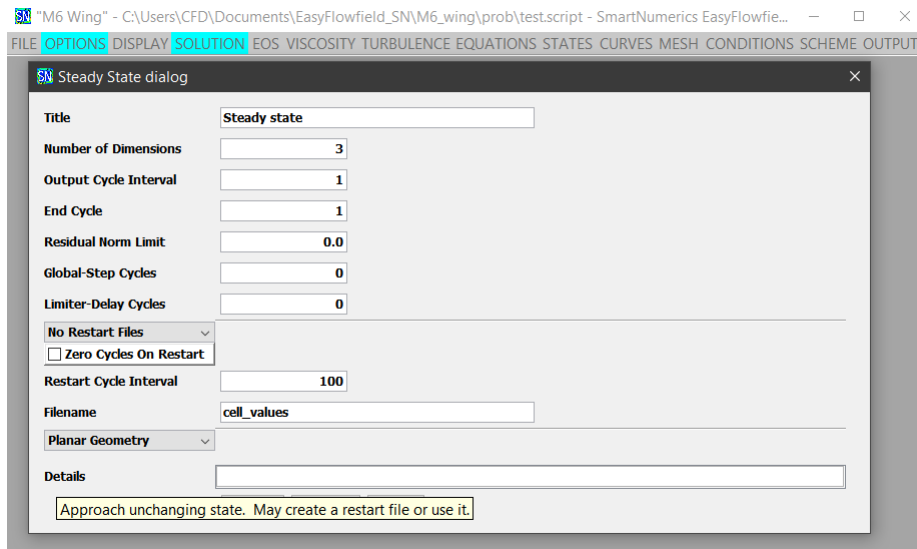 SN "M6 Wing" - C:\Users\CFD\Documents\EasyFlowfield_SN\M6_wing\prob\test.script - SmartNumerics EasyFlowfie...
FILE OPTIONS DISPLAY SOLUTION EOS VISCOSITY TURBULENCE EQUATIONS STATES CURVES MESH CONDITIONS SCHEME OUTPUT
SN Steady State dialog
Title Steady state
Number of Dimensions 3
Output Cycle Interval 1
End Cycle 1
Residual Norm Limit 0.0
Global-Step Cycles 0
Limiter-Delay Cycles 0
No Restart Files
Zero Cycles On Restart
Restart Cycle Interval 100
Filename cell_values
Planar Geometry
Details
Approach unchanging state.  May create a restart file or use it.